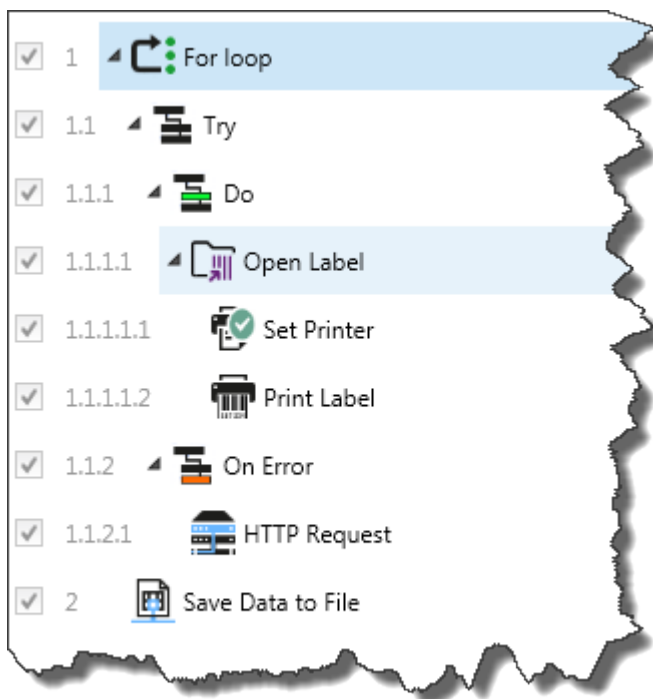 1 For loop
1.1 Try
1.1.1 Do
1.1.1.1 Open Label
1.1.1.1.1 Set Printer
1.1.1.1.2 Print Label
1.1.2 On Error
1.1.2.1 HTTP Request
2 Save Data to File